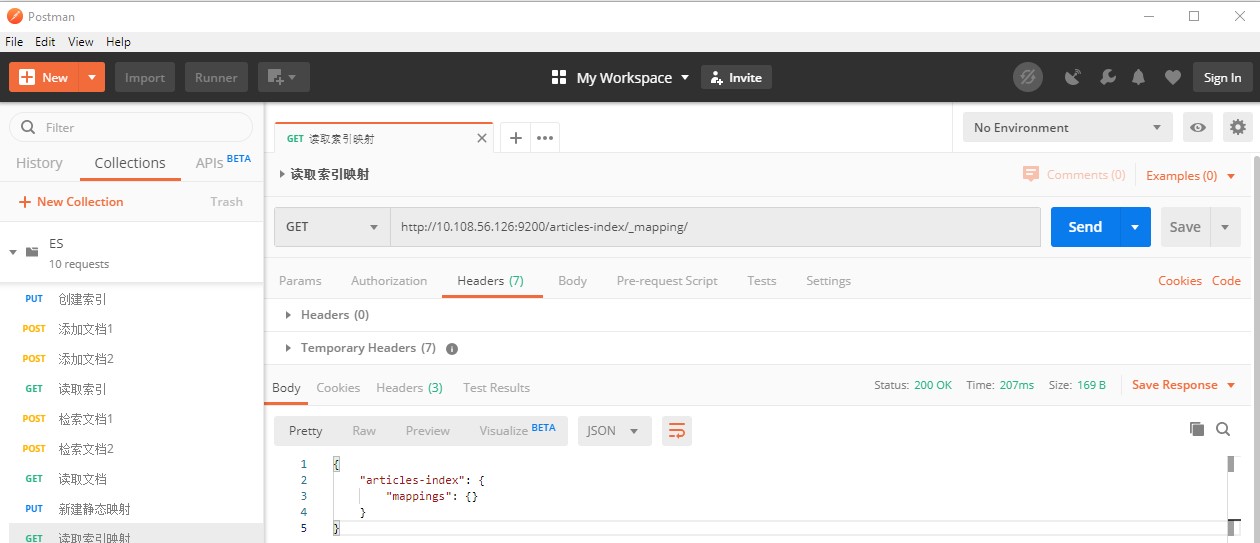 Postman
File Edit View Help
New Import Runner My Workspace Invite Sign In
Filter
History Collections APIs BETA
New Collection Trash
ES
10 requests
PUT 创建索引
POST 添加文档1
POST 添加文档2
GET 读取索引
POST 检索文档1
POST 检索文档2
GET 读取文档
PUT 新建静态映射
GET 读取索引映射
GET 读取索引映射
No Environment
读取索引映射 Comments (0) Examples (0)
GET http://10.108.56.126:9200/articles-index/_mapping/ Send Save
Params Authorization Headers (7) Body Pre-request Script Tests Settings Cookies Code
Headers (0)
Temporary Headers (7)
Body Cookies Headers (3) Test Results Status: 200 OK Time: 207ms Size: 169 B Save Response
Pretty Raw Preview Visualize BETA JSON
1 {
2 "articles-index": {
3 "mappings": {}
4 }
5 }